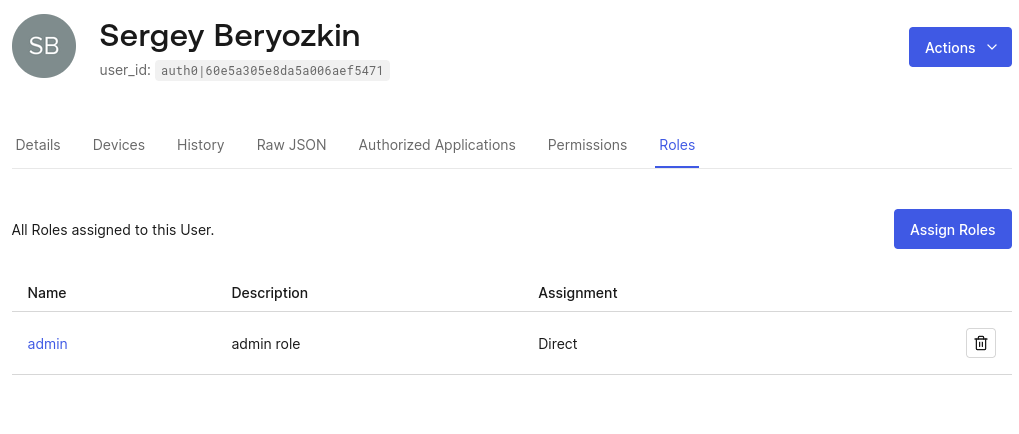 SB
Sergey Beryozkin
user_id: auth0|60e5a305e8da5a006aef5471
Actions
Details Devices History Raw JSON Authorized Applications Permissions Roles
All Roles assigned to this User.
Assign Roles
Name Description Assignment
admin admin role Direct